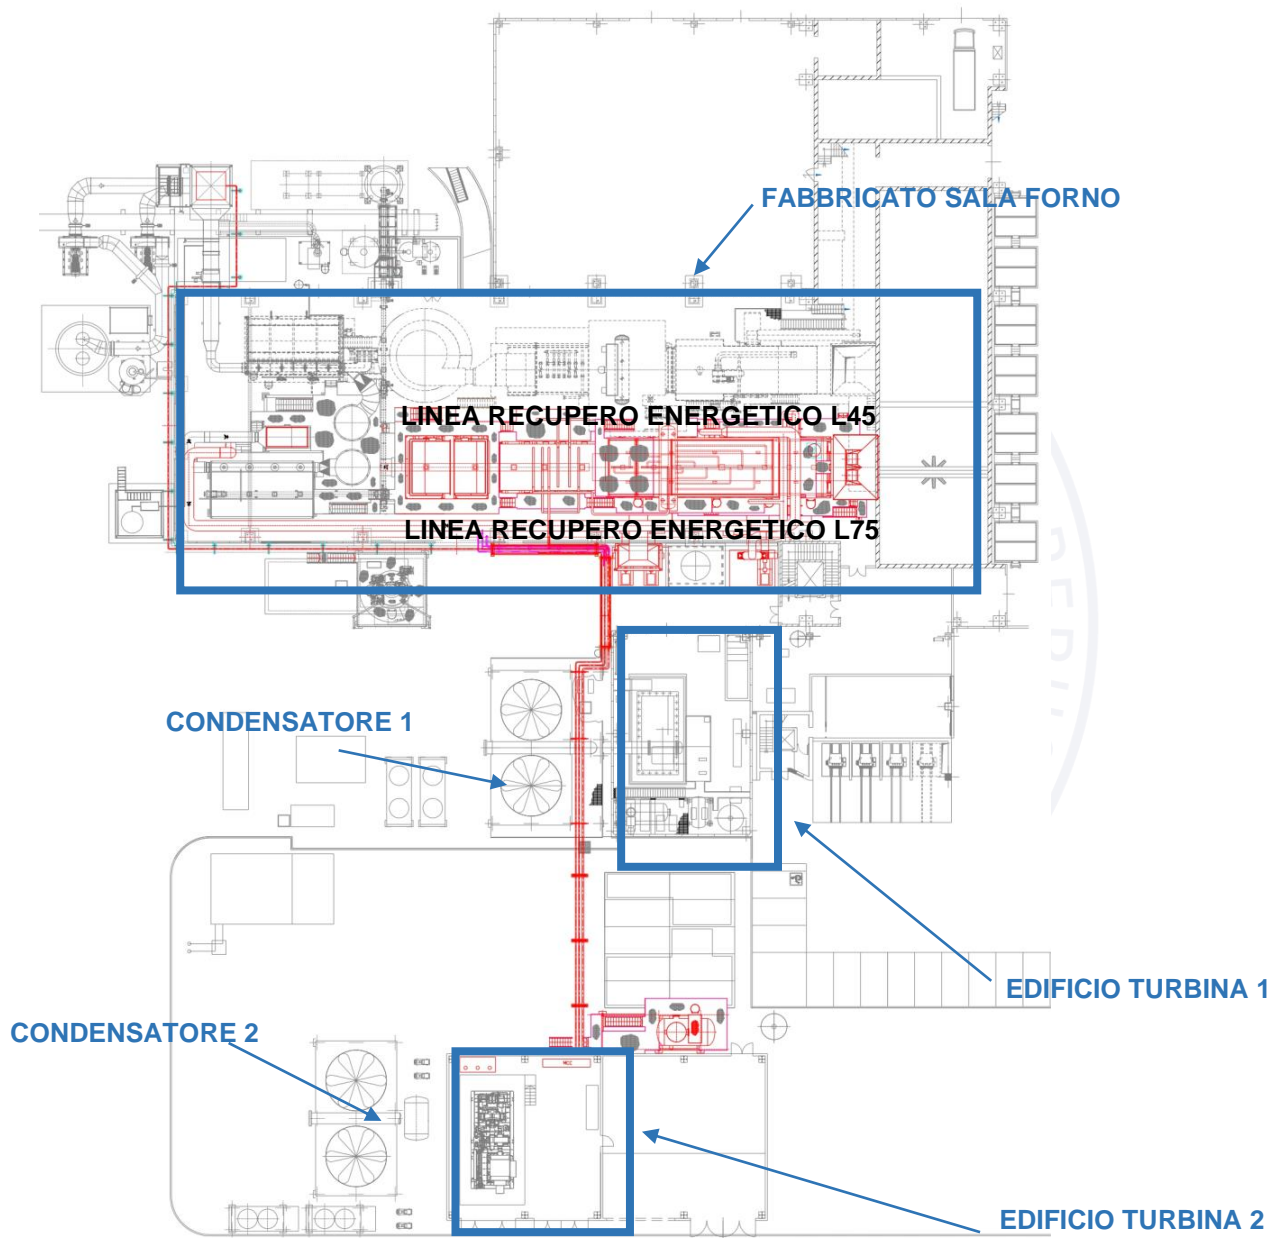 FABBRICATO SALA FORNO
LINEA RECUPERO ENERGETICO L45
LINEA RECUPERO ENERGETICO L75
CONDENSATORE 1
EDIFICIO TURBINA 1
CONDENSATORE 2
EDIFICIO TURBINA 2